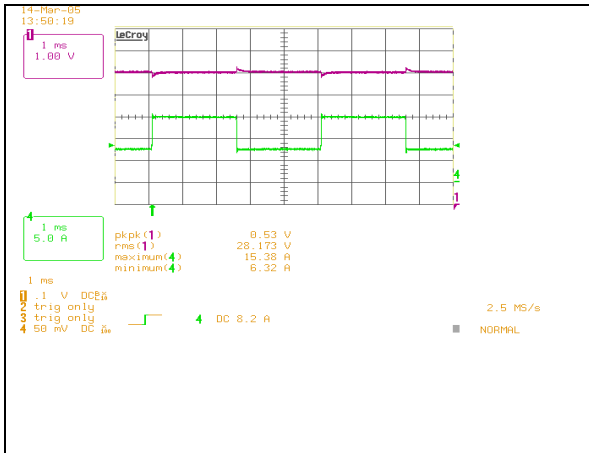 14-Mar-05
13:50:19
1
1 ms
1.00 V
LeCroy
4
1
4
1 ms
5.0 A
pkpk(1) 0.53 V
rms(1) 28.173 V
maximum(4) 15.38 A
minimum(4) 6.32 A
1 ms
1 .1 V DC
2 trig only
3 trig only
4 50 mV DC
4 DC 8.2 A
2.5 MS/s
NORMAL